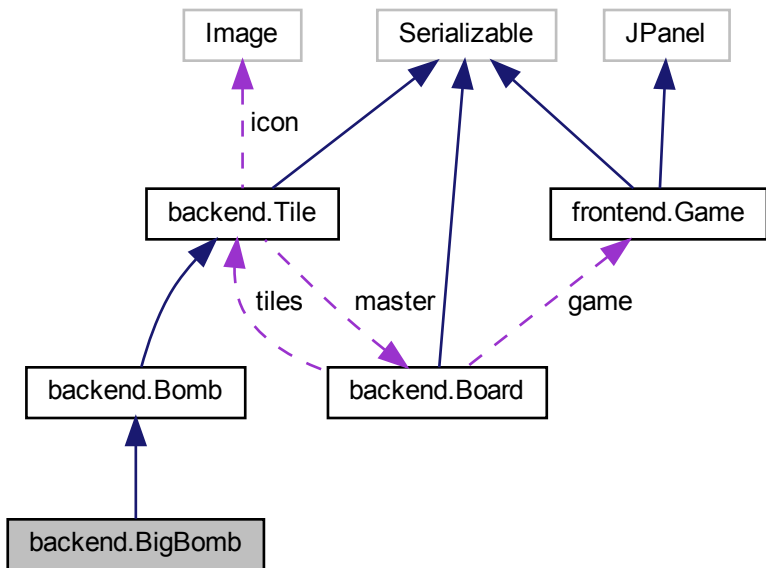 Image
Serializable
JPanel
icon
backend.Tile
frontend.Game
tiles
master
game
backend.Bomb
backend.Board
backend.BigBomb